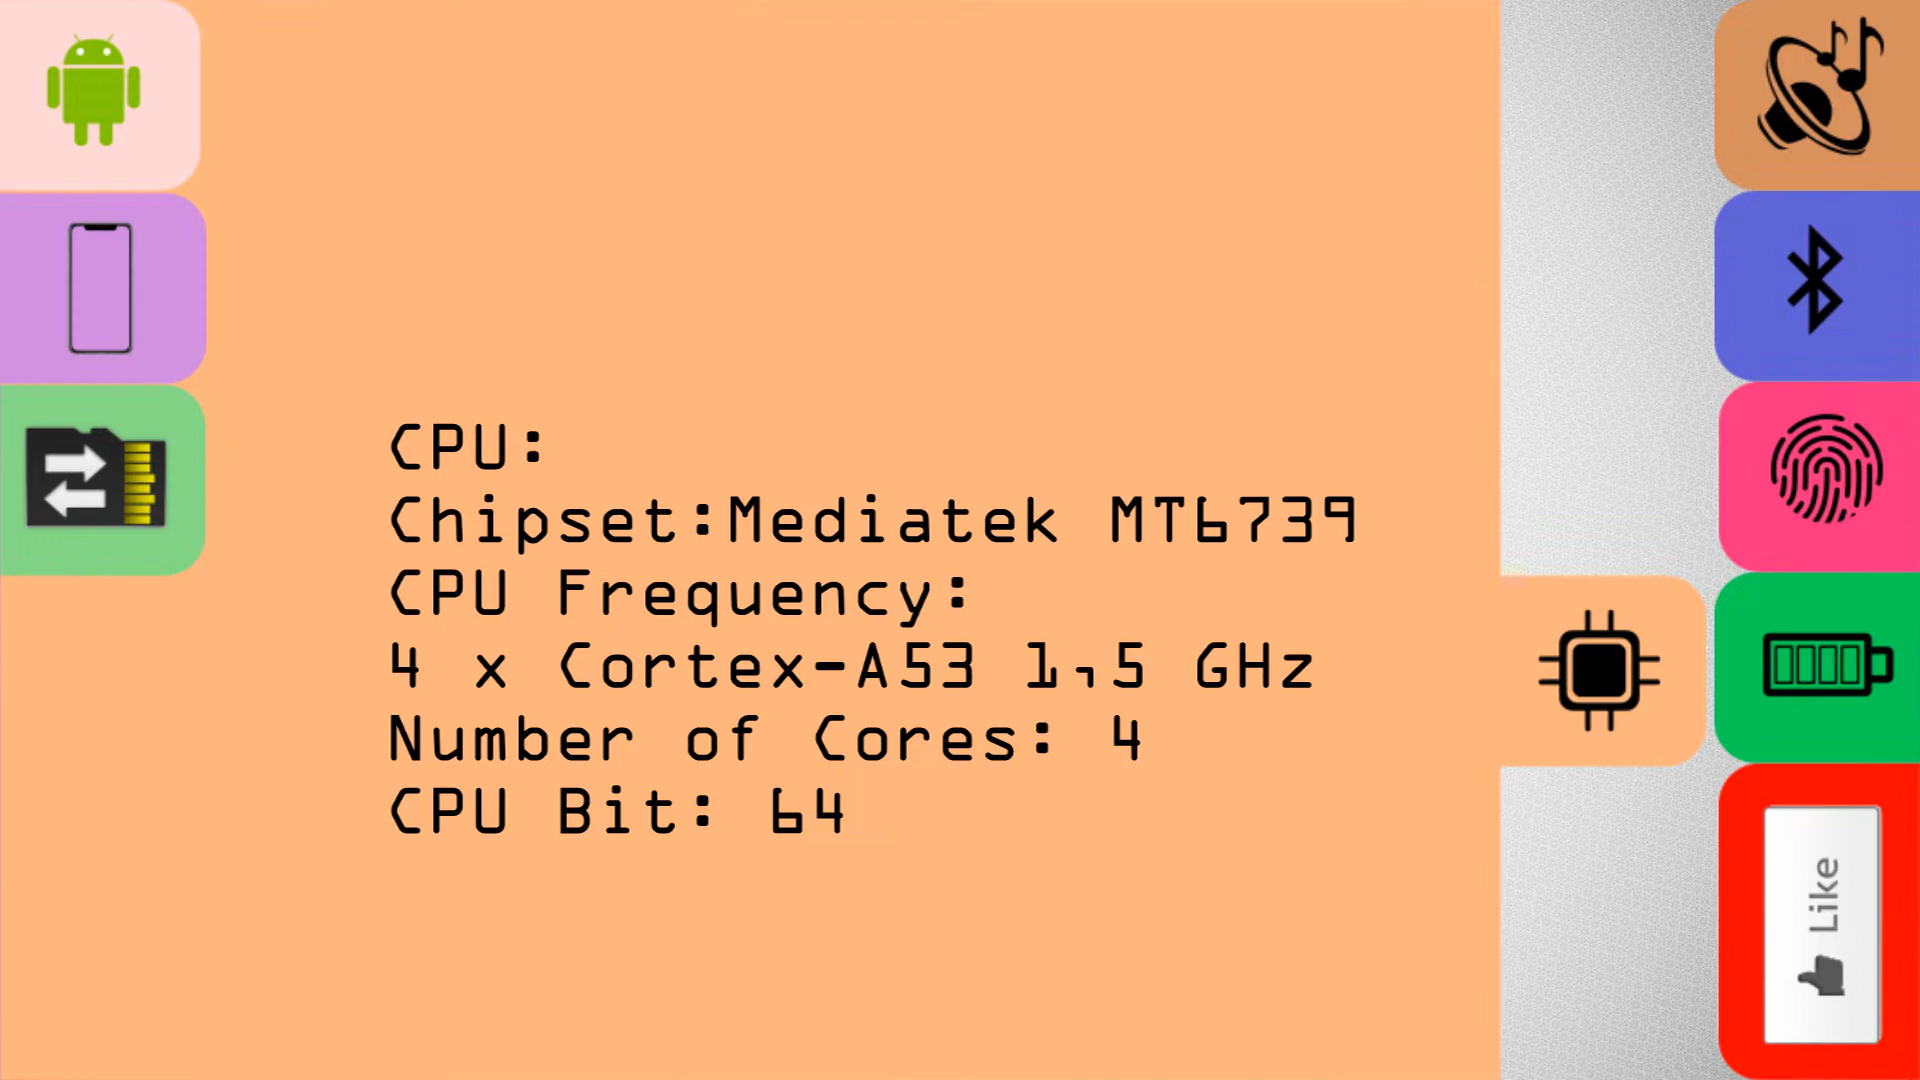 CPU:
Chipset:Mediatek MT6739
CPU Frequency:
4 x Cortex-A53 1,5 GHz
Number of Cores: 4
CPU Bit: 64
Like